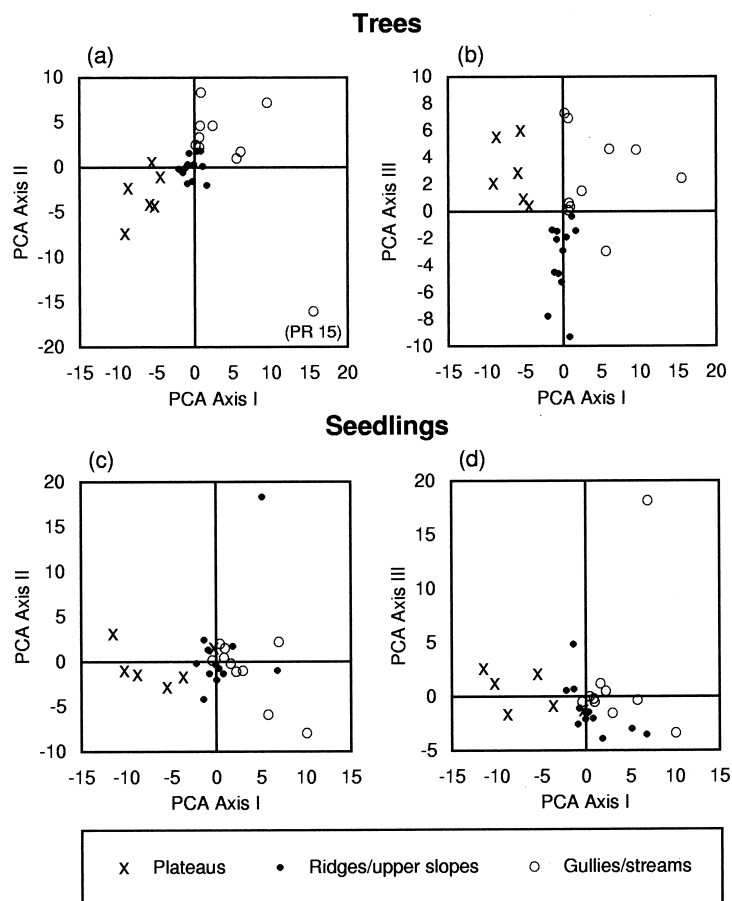 Trees
(a)
(b)
10
5
0
-5
-10
-15
-20
PCA Axis II
(PR 15)
-15 -10 -5 0 5 10 15 20
PCA Axis I
10
8
6
4
2
0
-2
-4
-6
-8
-10
PCA Axis III
-15 -10 -5 0 5 10 15 20
PCA Axis I
Seedlings
(c)
(d)
20
15
10
5
0
-5
-10
PCA Axis II
-15 -10 -5 0 5 10 15
PCA Axis I
20
15
10
5
0
-5
PCA Axis III
-15 -10 -5 0 5 10 15
PCA Axis I
X Plateaus • Ridges/upper slopes O Gullies/streams